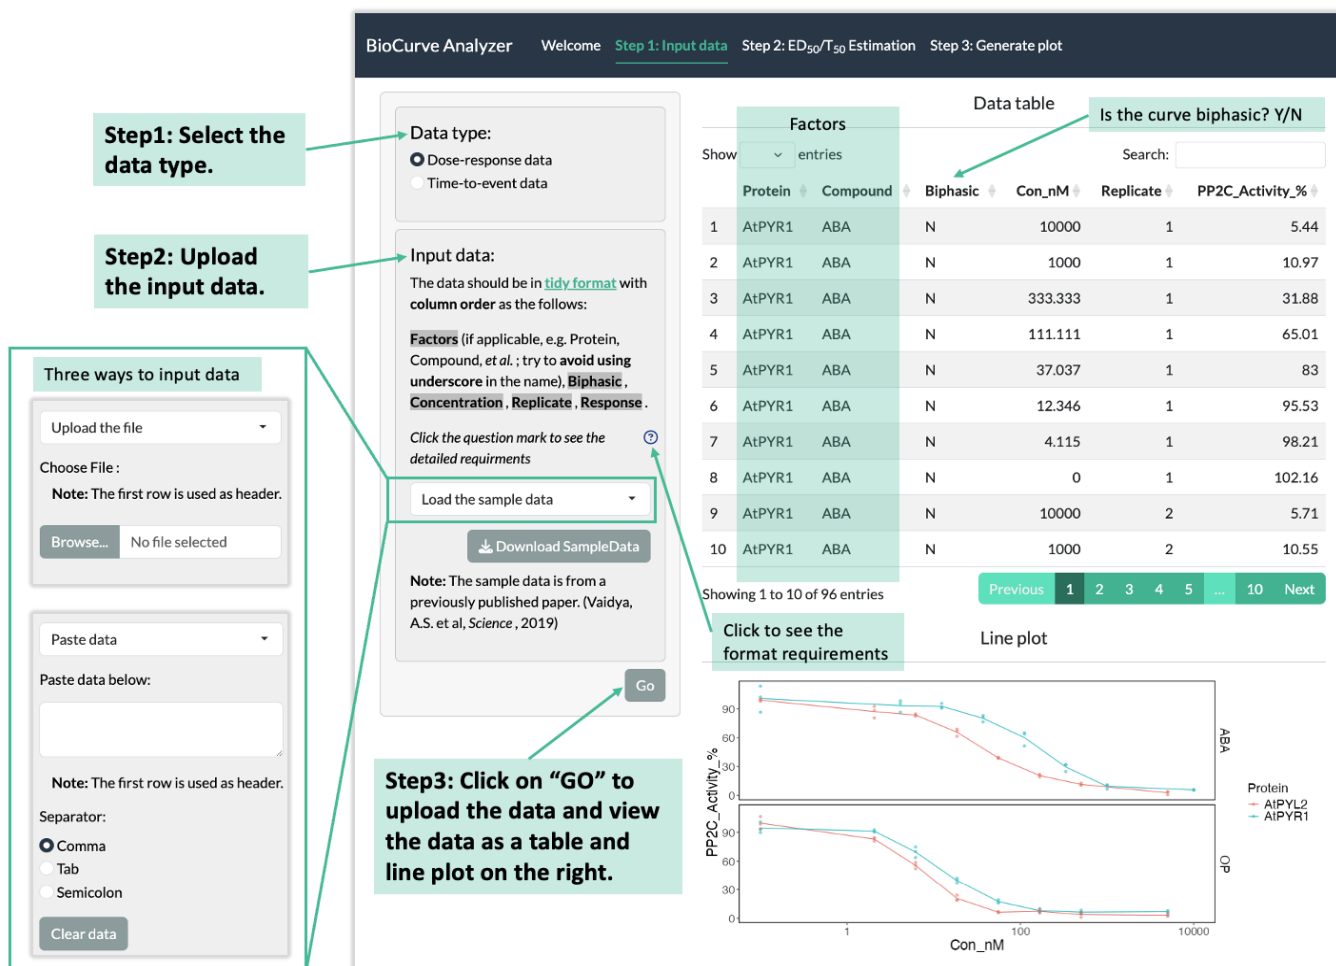 BioCurve Analyzer
Welcome
Step 1: Input data
Step 2: ED50/T50 Estimation
Step 3: Generate plot
Step1: Select the
data type.
Data type:
Dose-response data
Time-to-event data
Step2: Upload
the input data.
Input data:
The data should be in tidy format with
column order as the follows:
Factors (if applicable, e.g. Protein,
Compound, et al. ; try to avoid using
underscore in the name), Biphasic ,
Concentration , Replicate , Response .
Click the question mark to see the
detailed requirments
?
Load the sample data
Download SampleData
Note: The sample data is from a
previously published paper. (Vaidya,
A.S. et al, Science , 2019)
Go
Three ways to input data
Upload the file
Choose File :
Note: The first row is used as header.
Browse... No file selected
Paste data
Paste data below:
Note: The first row is used as header.
Separator:
Comma
Tab
Semicolon
Clear data
Step3: Click on “GO” to
upload the data and view
the data as a table and
line plot on the right.
Data table
Is the curve biphasic? Y/N
Factors
Show entries
Search:
Protein Compound Biphasic Con_nM Replicate PP2C_Activity_%
1 AtPYR1 ABA N 10000 1 5.44
2 AtPYR1 ABA N 1000 1 10.97
3 AtPYR1 ABA N 333.333 1 31.88
4 AtPYR1 ABA N 111.111 1 65.01
5 AtPYR1 ABA N 37.037 1 83
6 AtPYR1 ABA N 12.346 1 95.53
7 AtPYR1 ABA N 4.115 1 98.21
8 AtPYR1 ABA N 0 1 102.16
9 AtPYR1 ABA N 10000 2 5.71
10 AtPYR1 ABA N 1000 2 10.55
Showing 1 to 10 of 96 entries
Previous 1 2 3 4 5 ... 10 Next
Click to see the
format requirements
Line plot
PP2C_Activity_%
90
60
30
0
ABA
90
60
30
0
OP
1 100 10000
Con_nM
Protein
AtPYL2
AtPYR1